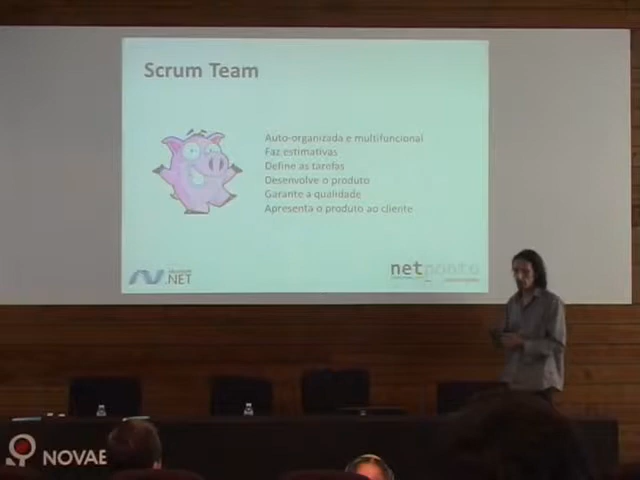 Scrum Team
Auto-organizada e multifuncional
Faz estimativas
Define as tarefas
Desenvolve o produto
Garante a qualidade
Apresenta o produto ao cliente
.NET
netponto
NOVAE